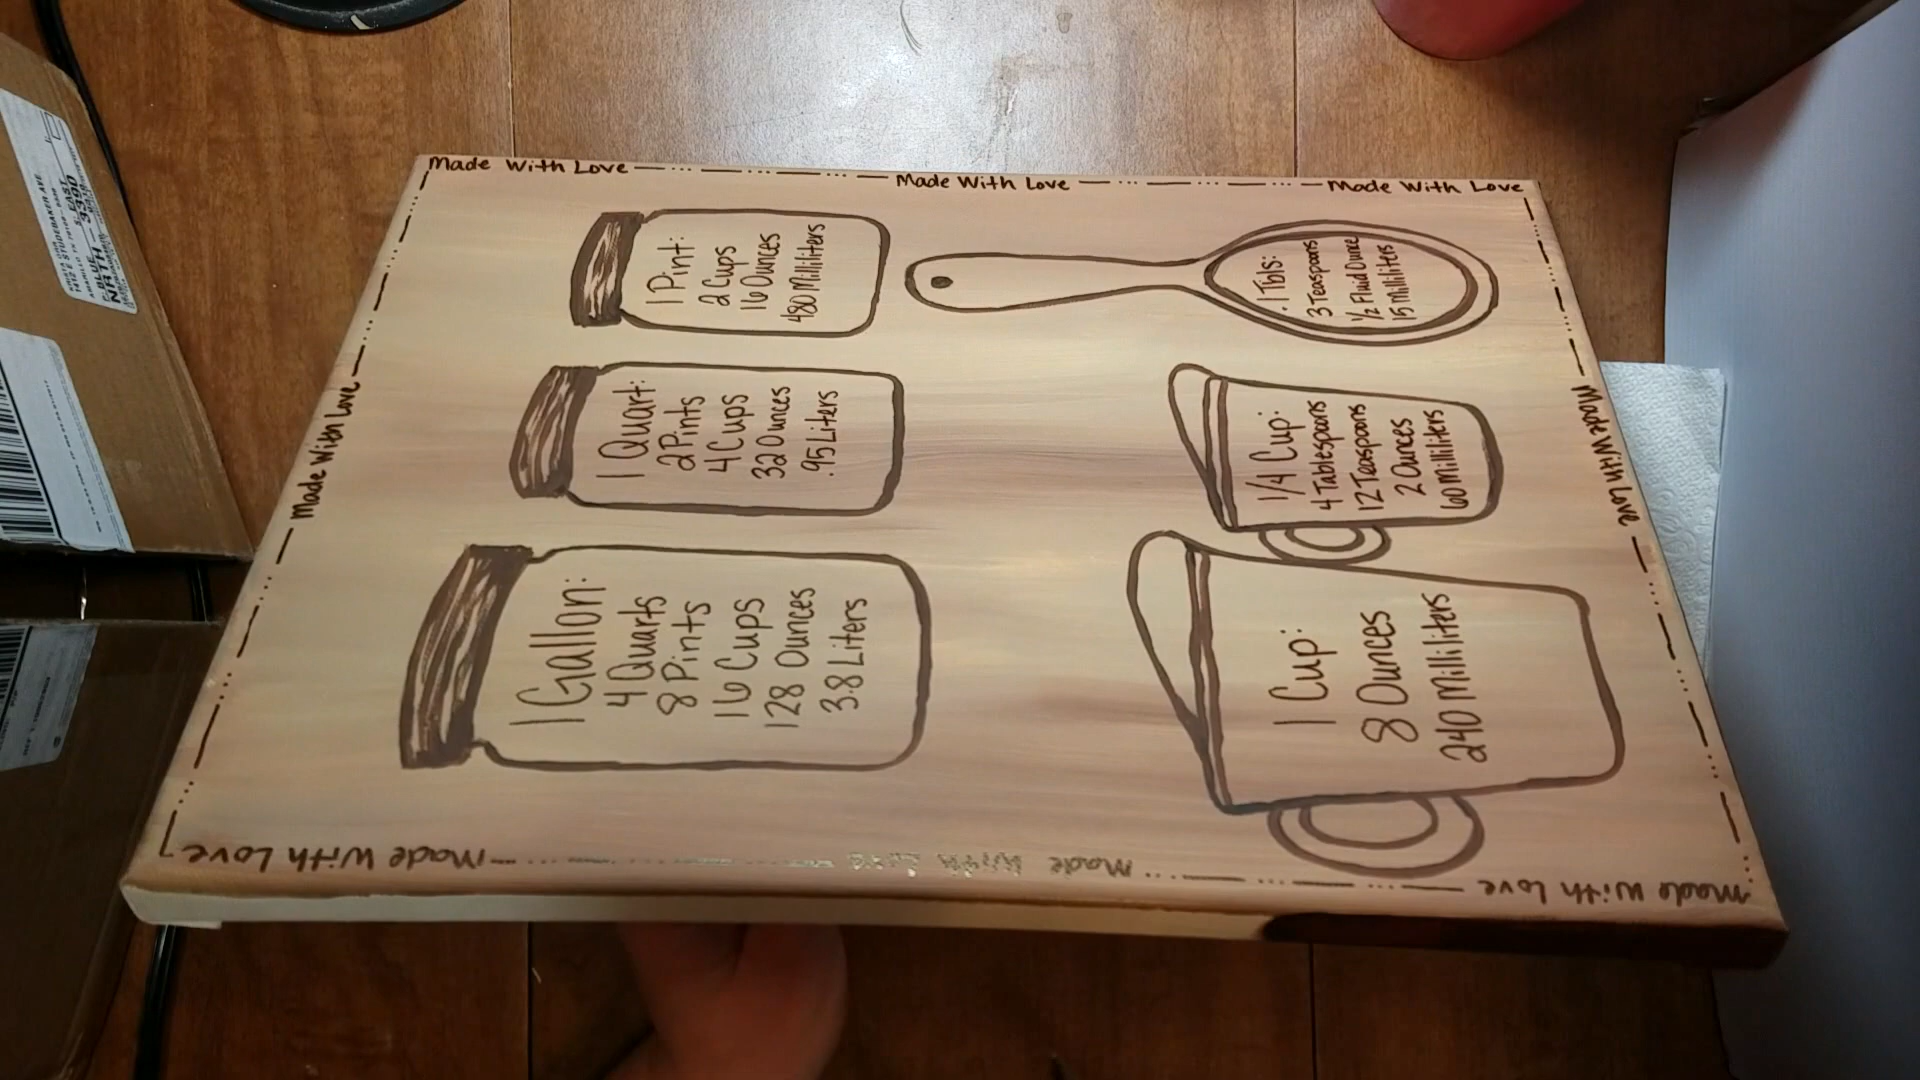 Made With Love
Made With Love
Made With Love
Made With Love
1 Gallon:
4 Quarts
8 Pints
16 Cups
128 Ounces
3.8 Liters
1 Quart:
2 Pints
4 Cups
32 Ounces
.95 Liters
1 Pint:
2 Cups
16 Ounces
480 Milliliters
1 Cup:
8 Ounces
240 Milliliters
1/4 Cup:
4 Tablespoons
12 Teaspoons
2 Ounces
60 Milliliters
1 Tbls:
3 Teaspoons
1/2 Fluid Ounce
15 Milliliters
Made With Love
Made With Love
Made With Love
Made With Love